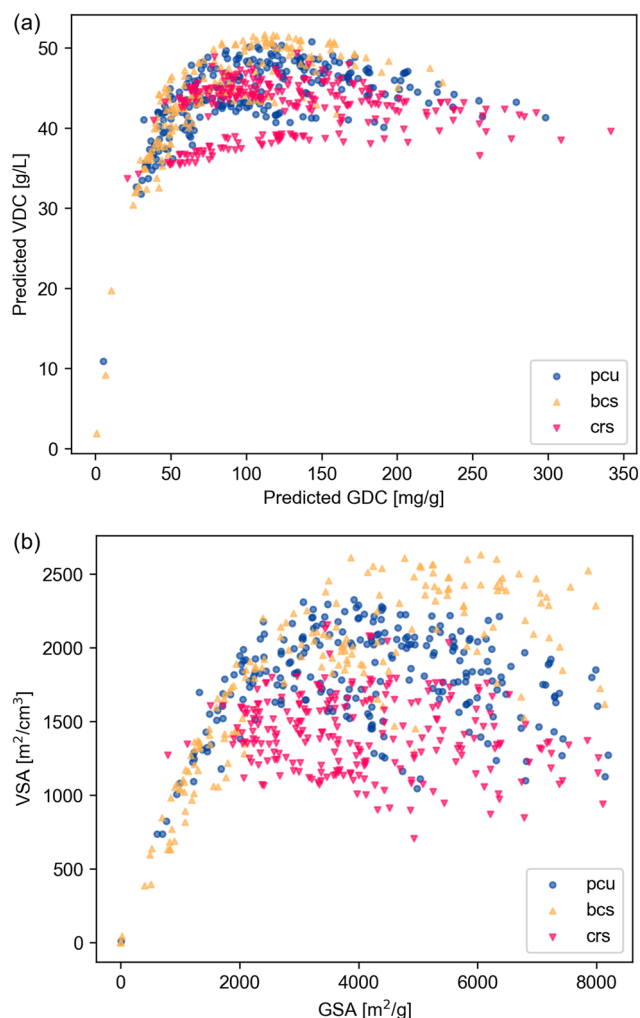 (a)
50
40
30
20
10
0
Predicted VDC [g/L]
pcu
bcs
crs
0 50 100 150 200 250 300 350
Predicted GDC [mg/g]
(b)
2500
2000
1500
1000
500
0
VSA [m²/cm³]
pcu
bcs
crs
0 2000 4000 6000 8000
GSA [m²/g]